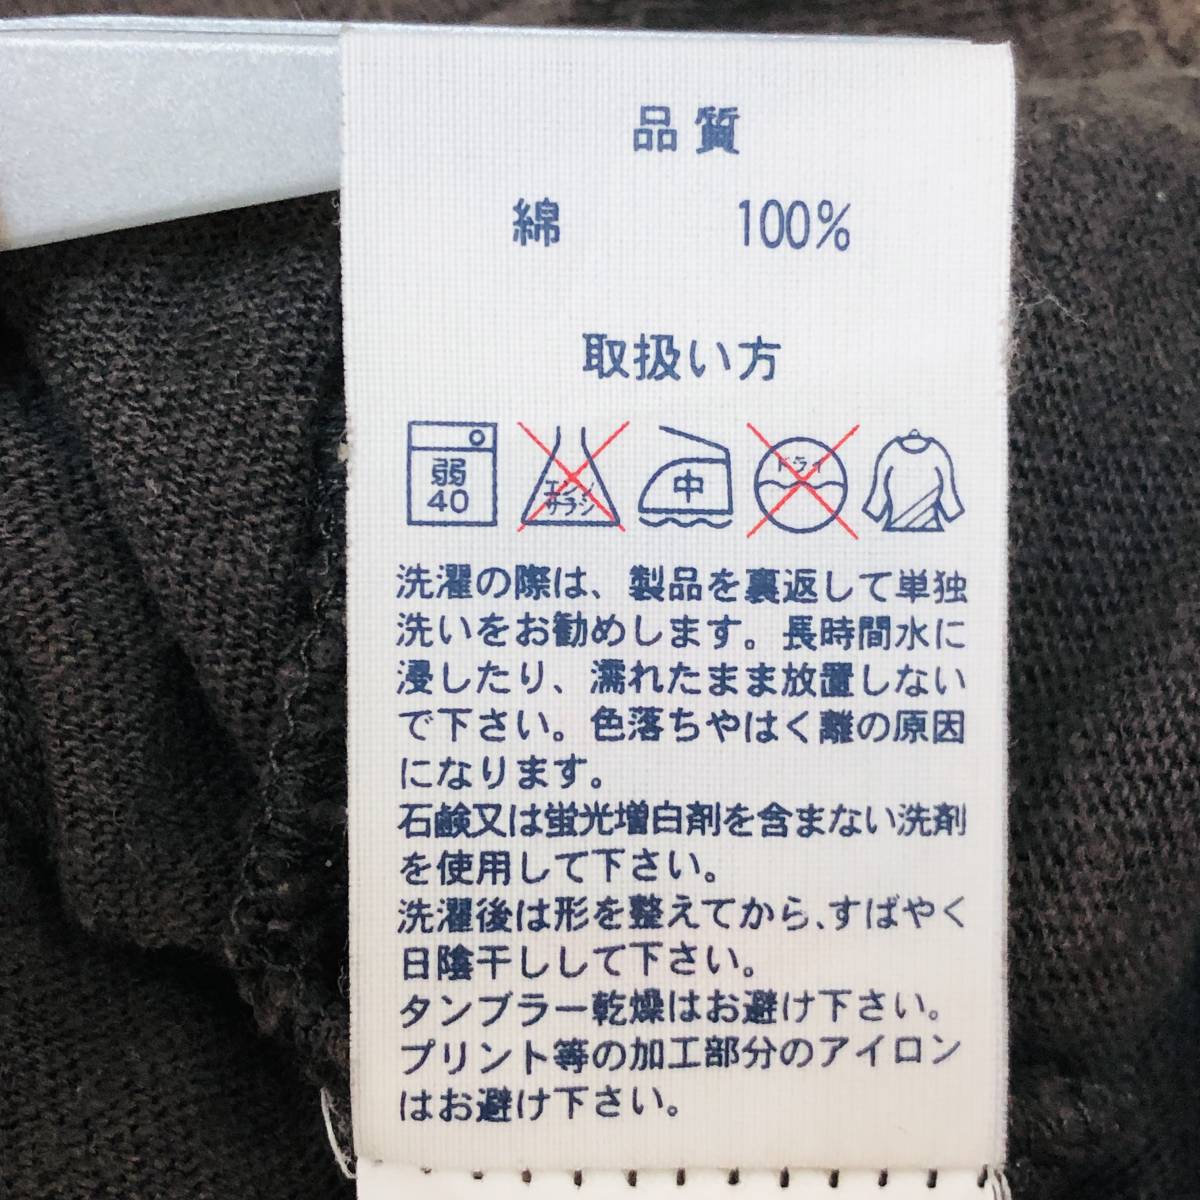 品質
綿 100%
取扱い方
弱 40 エンソ サラシ 中 ドライ
洗濯の際は、製品を裏返して単独
洗いをお勧めします。長時間水に
浸したり、濡れたまま放置しない
で下さい。色落ちやはく離の原因
になります。
石鹸又は蛍光増白剤を含まない洗剤
を使用して下さい。
洗濯後は形を整えてから、すばやく
日陰干しして下さい。
タンブラー乾燥はお避け下さい。
プリント等の加工部分のアイロン
はお避け下さい。